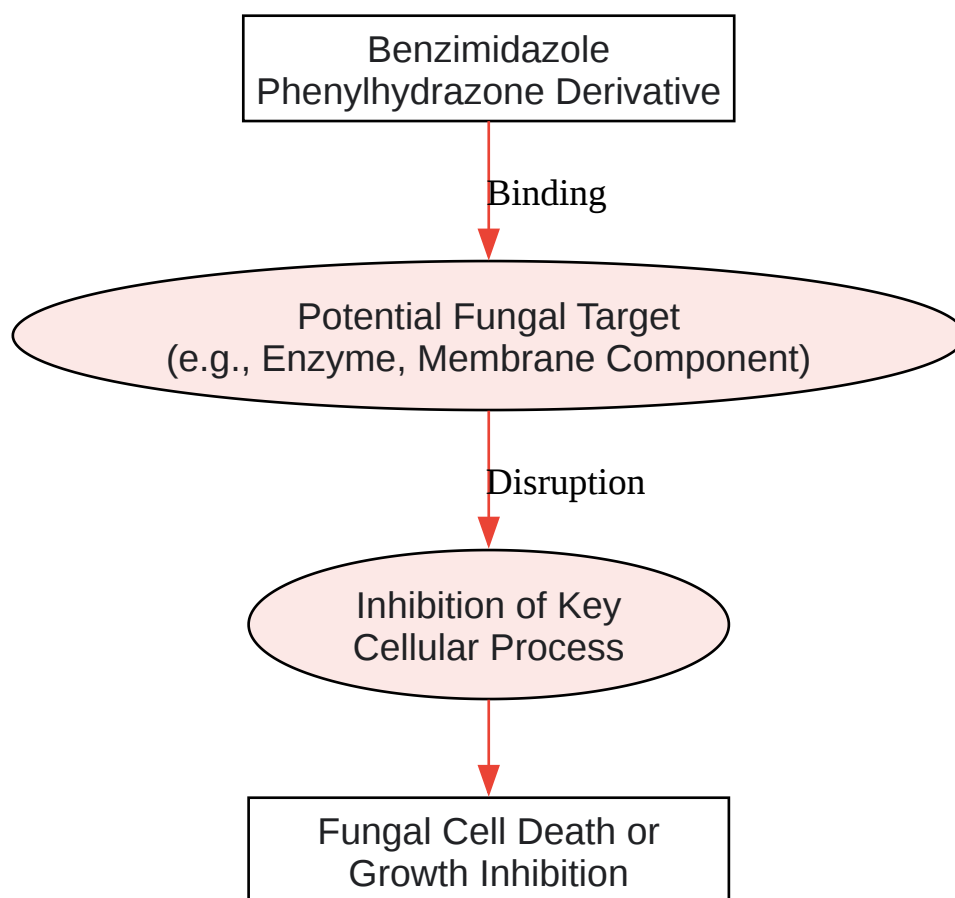 Benzimidazole
Phenylhydrazone Derivative
Binding
Potential Fungal Target
(e.g., Enzyme, Membrane Component)
Disruption
Inhibition of Key
Cellular Process
Fungal Cell Death or
Growth Inhibition